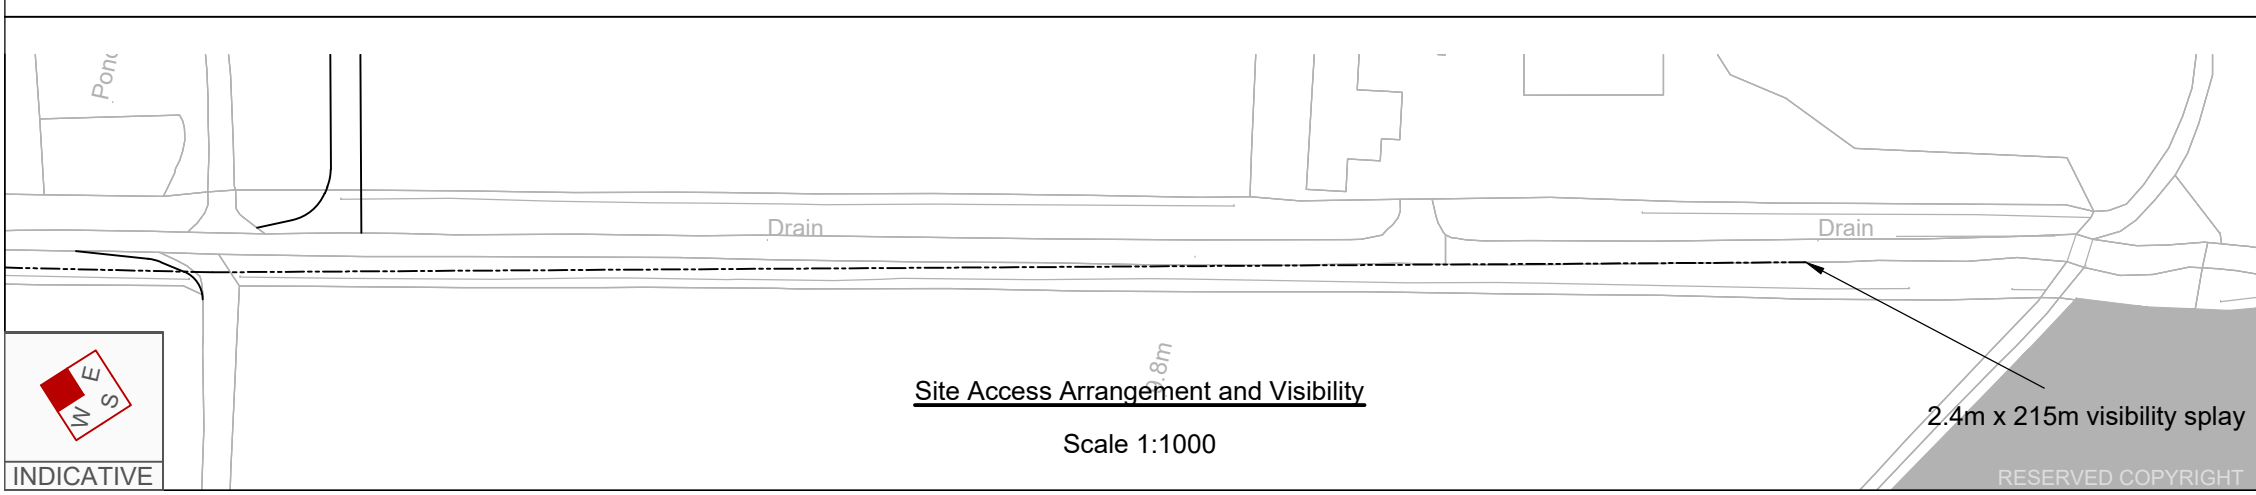 Drain
Drain
Site Access Arrangement and Visibility
Scale 1:1000
2.4m x 215m visibility splay
E
S
W
INDICATIVE
RESERVED COPYRIGHT